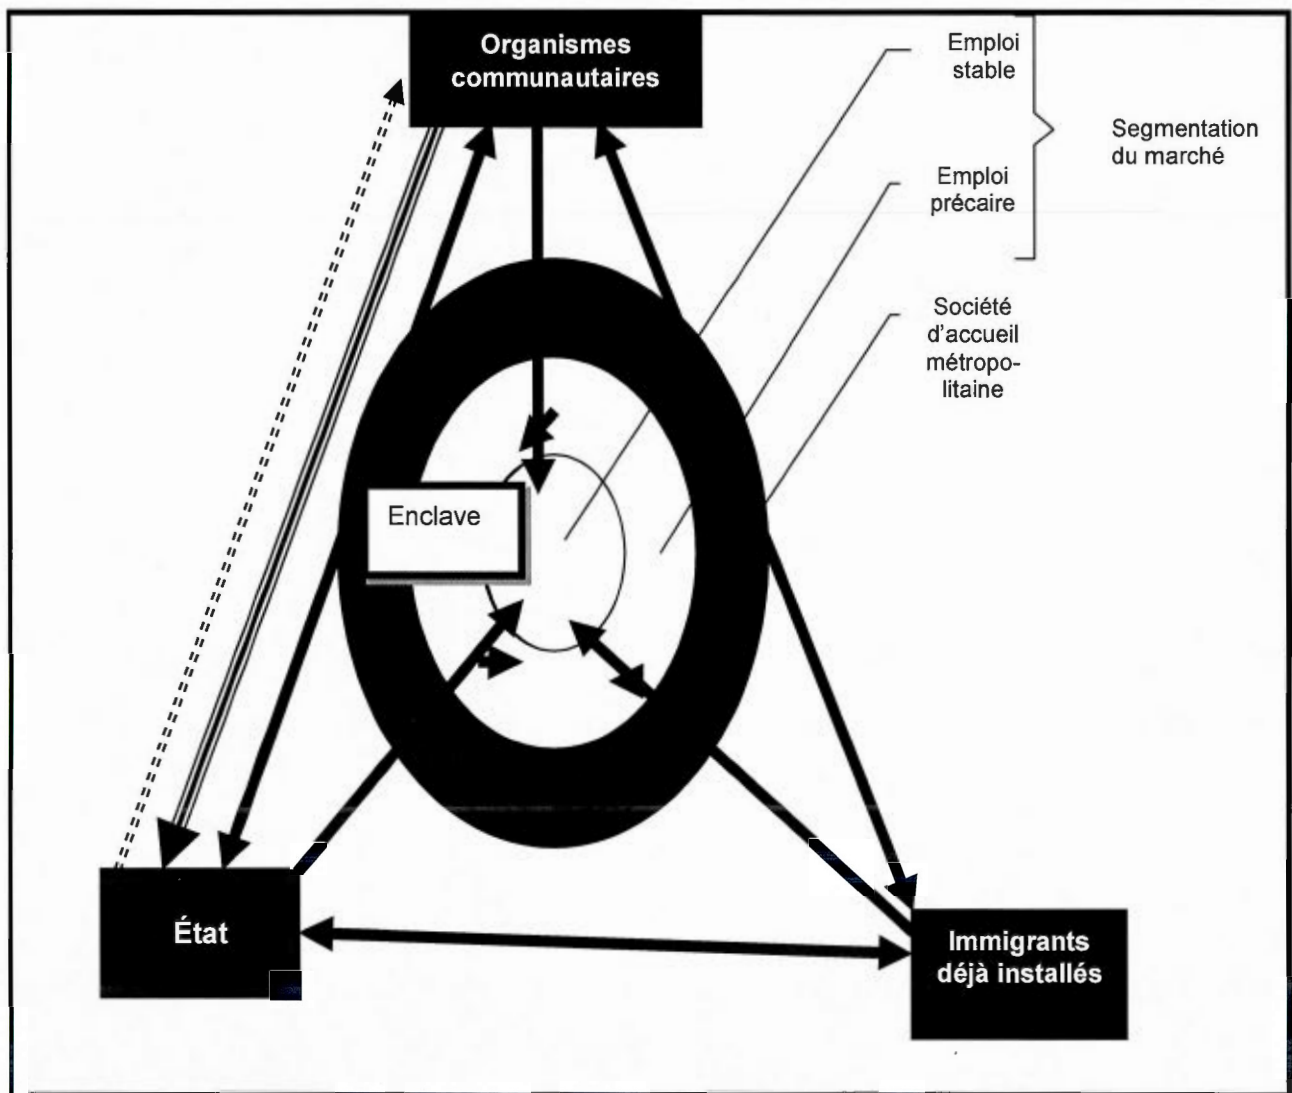 Organismes
communautaires
Emploi
stable
Segmentation
du marché
Emploi
précaire
Société
d'accueil
métropo-
litaine
Enclave
État
Immigrants
déjà installés